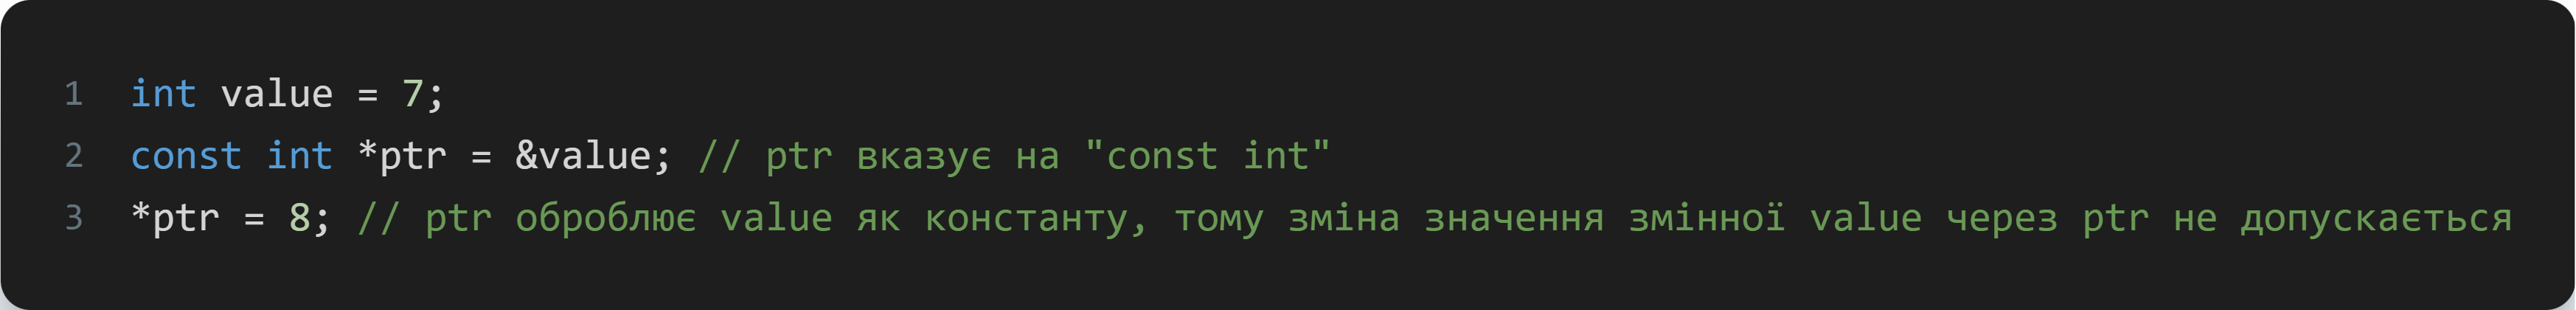 1 int value = 7;
2 const int *ptr = &value; // ptr вказує на "const int"
3 *ptr = 8; // ptr оброблює value як константу, тому зміна значення змінної value через ptr не допускається